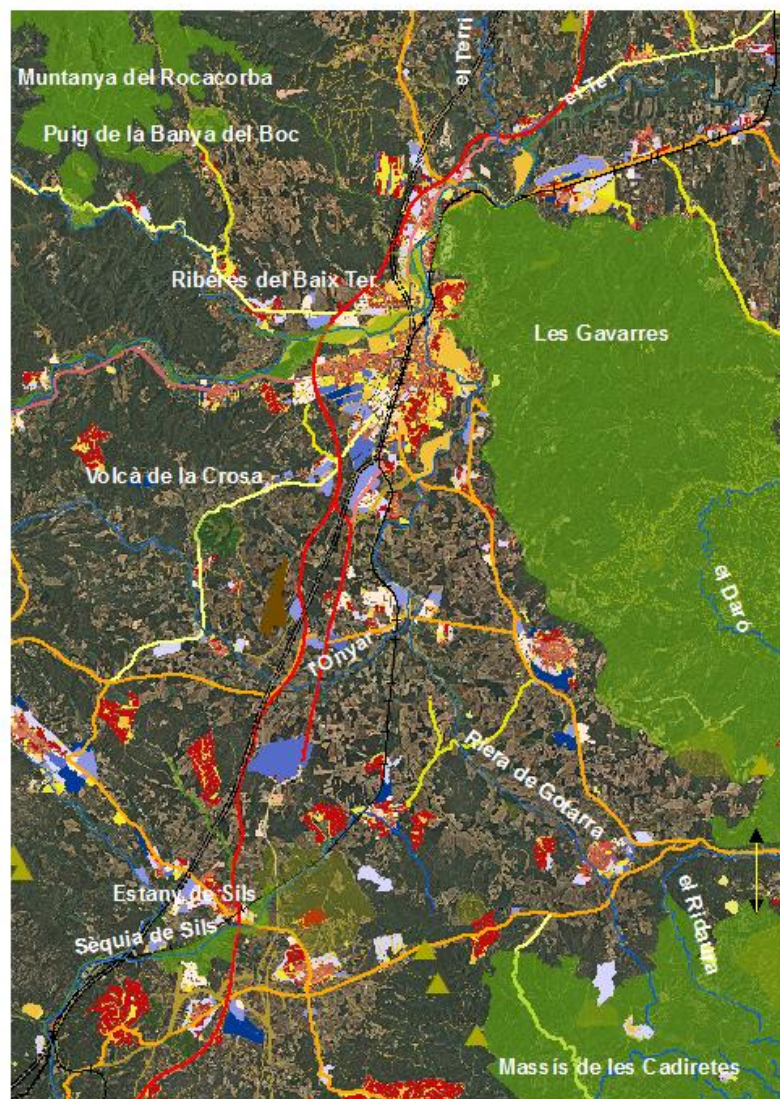 el Terri
Muntanya del Rocacorba
el Ter
Puig de la Banya del Boc
Ribères del Baix Ter
Les Gavarres
Volcà de la Crosa
el Daró
l'Onyar
Riera de Gotarra
Estany de Sils
Sèquia de Sils
el Ridaura
Massís de les Cadiretes